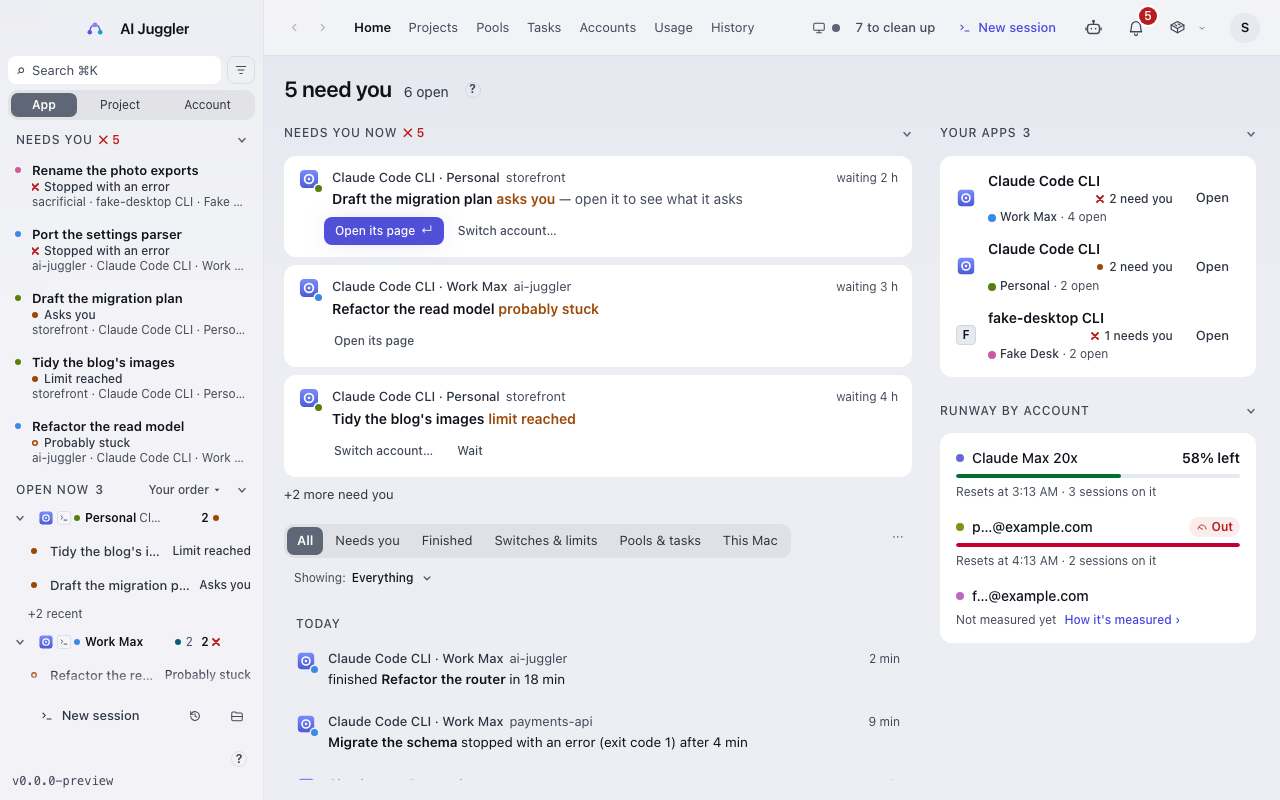 AI Juggler
Search ⌘K
App Project Account
NEEDS YOU 5
Rename the photo exports
Stopped with an error
sacrificial · fake-desktop CLI · Fake ...
Port the settings parser
Stopped with an error
ai-juggler · Claude Code CLI · Work ...
Draft the migration plan
Asks you
storefront · Claude Code CLI · Perso...
Tidy the blog's images
Limit reached
storefront · Claude Code CLI · Perso...
Refactor the read model
Probably stuck
ai-juggler · Claude Code CLI · Work ...
OPEN NOW 3 Your order
Personal Cl... 2
Tidy the blog's i... Limit reached
Draft the migration p... Asks you
+2 recent
Work Max 2 2
Refactor the re... Probably stuck
New session
?
v0.0.0-preview
Home Projects Pools Tasks Accounts Usage History
7 to clean up
New session
5
S
5 need you 6 open ?
NEEDS YOU NOW 5
Claude Code CLI · Personal storefront waiting 2 h
Draft the migration plan asks you — open it to see what it asks
Open its page ↵ Switch account...
Claude Code CLI · Work Max ai-juggler waiting 3 h
Refactor the read model probably stuck
Open its page
Claude Code CLI · Personal storefront waiting 4 h
Tidy the blog's images limit reached
Switch account... Wait
+2 more need you
All Needs you Finished Switches & limits Pools & tasks This Mac ...
Showing: Everything
TODAY
Claude Code CLI · Work Max ai-juggler 2 min
finished Refactor the router in 18 min
Claude Code CLI · Work Max payments-api 9 min
Migrate the schema stopped with an error (exit code 1) after 4 min
YOUR APPS 3
Claude Code CLI
2 need you
Work Max · 4 open
Open
Claude Code CLI
2 need you
Personal · 2 open
Open
F
fake-desktop CLI
1 needs you
Fake Desk · 2 open
Open
RUNWAY BY ACCOUNT
Claude Max 20x 58% left
Resets at 3:13 AM · 3 sessions on it
p...@example.com Out
Resets at 4:13 AM · 2 sessions on it
f...@example.com
Not measured yet How it's measured ›